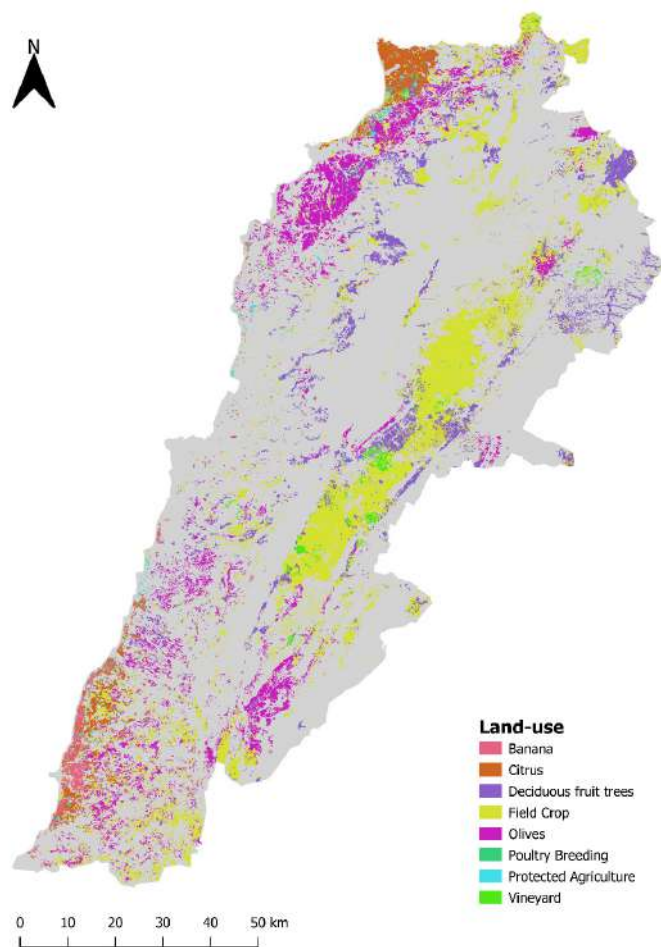 N
Land-use
Banana
Citrus
Deciduous fruit trees
Field Crop
Olives
Poultry Breeding
Protected Agriculture
Vineyard
0 10 20 30 40 50 km